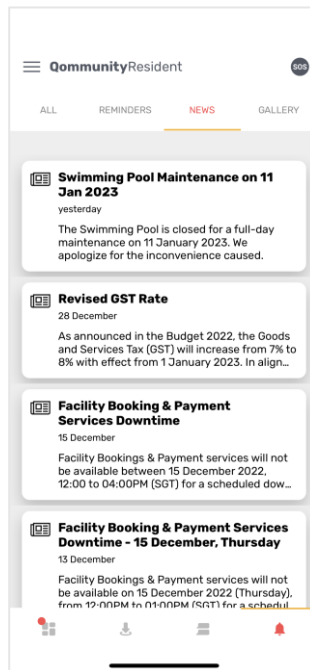 QommunityResident
SOS
ALL REMINDERS NEWS GALLERY
Swimming Pool Maintenance on 11
Jan 2023
yesterday
The Swimming Pool is closed for a full-day
maintenance on 11 January 2023. We
apologize for the inconvenience caused.
Revised GST Rate
28 December
As announced in the Budget 2022, the Goods
and Services Tax (GST) will increase from 7% to
8% with effect from 1 January 2023. In align...
Facility Booking & Payment
Services Downtime
15 December
Facility Bookings & Payment services will not
be available between 15 December 2022,
12:00 to 04:00PM (SGT) for a scheduled dow...
Facility Booking & Payment Services
Downtime - 15 December, Thursday
13 December
Facility Bookings & Payment services will not
be available on 15 December 2022 (Thursday),
from 12:00PM to 01:00PM (SGT) for a schedul